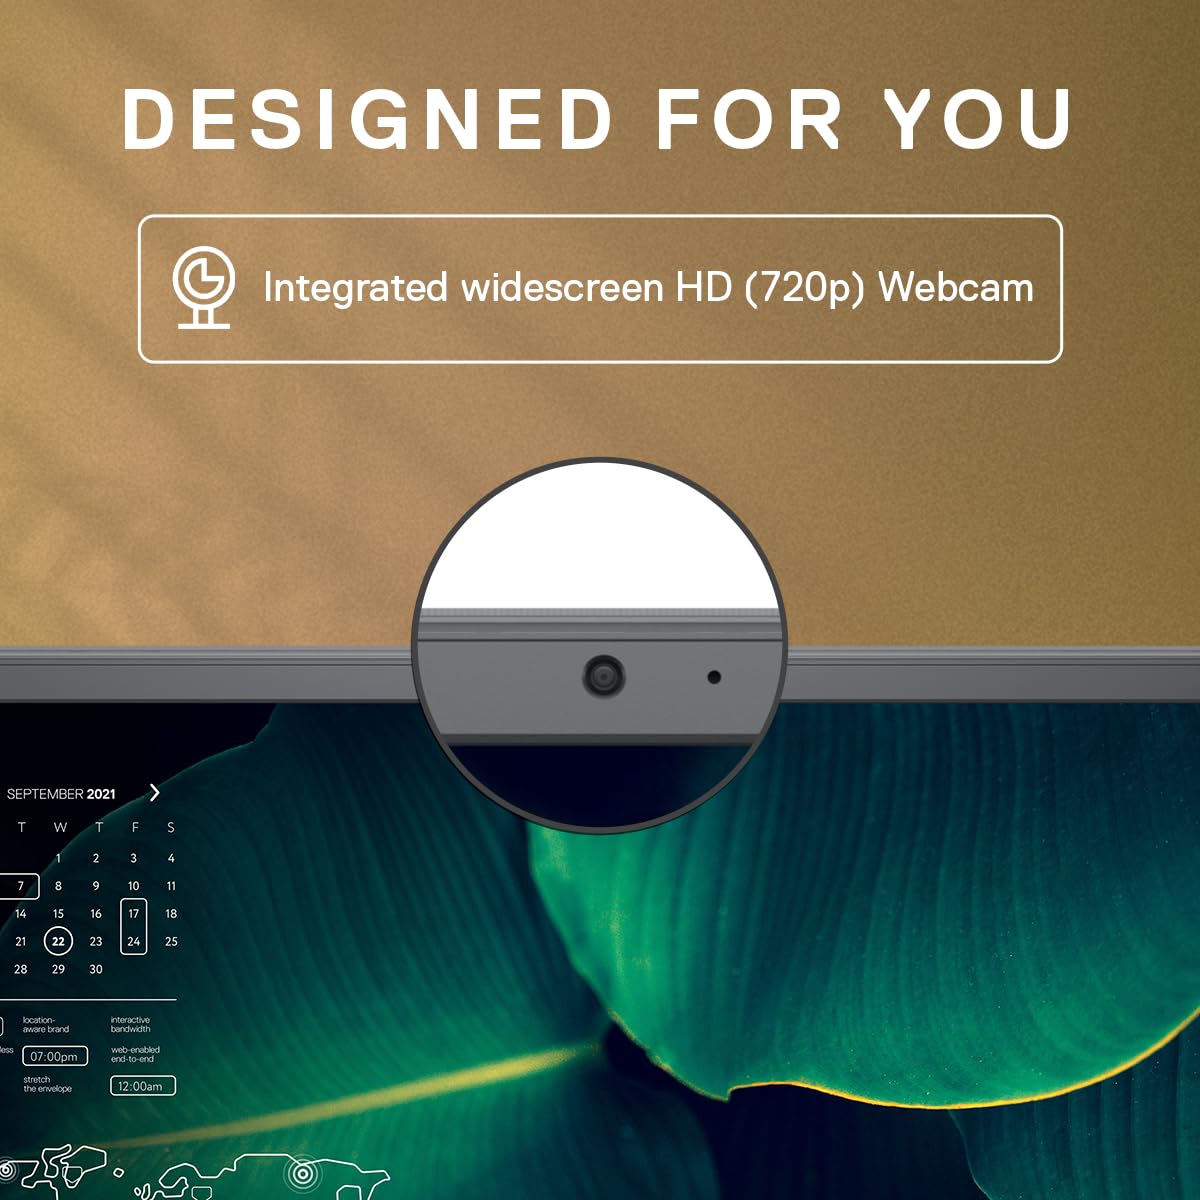 DESIGNED FOR YOU
Integrated widescreen HD (720p) Webcam
SEPTEMBER 2021
T W T F S
1 2 3 4
7 8 9 10 11
14 15 16 17 18
21 22 23 24 25
28 29 30
location-
aware brand
interactive
bandwidth
less
07:00pm
web-enabled
end-to-end
stretch
the envelope
12:00am